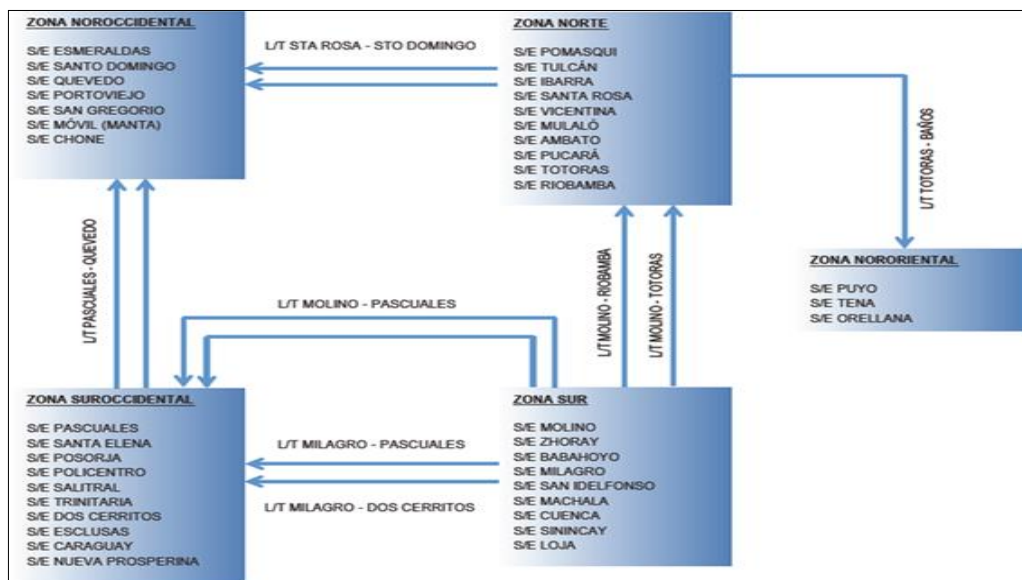 ZONA NOROCCIDENTAL
S/E ESMERALDAS
S/E SANTO DOMINGO
S/E QUEVEDO
S/E PORTOVIEJO
S/E SAN GREGORIO
S/E MÓVIL (MANTA)
S/E CHONE
L/T STA ROSA - STO DOMINGO
ZONA NORTE
S/E POMASQUI
S/E TULCÁN
S/E IBARRA
S/E SANTA ROSA
S/E VICENTINA
S/E MULALÓ
S/E AMBATO
S/E PUCARÁ
S/E TOTORAS
S/E RIOBAMBA
L/T TOTORAS - BAÑOS
ZONA NORORIENTAL
S/E PUYO
S/E TENA
S/E ORELLANA
L/T PASCUALES - QUEVEDO
L/T MOLINO - PASCUALES
L/T MOLINO - RIOBAMBA
L/T MOLINO - TOTORAS
ZONA SUROCCIDENTAL
S/E PASCUALES
S/E SANTA ELENA
S/E POSORJA
S/E POLICENTRO
S/E SALITRAL
S/E TRINITARIA
S/E DOS CERRITOS
S/E ESCLUSAS
S/E CARAGUAY
S/E NUEVA PROSPERINA
L/T MILAGRO - PASCUALES
L/T MILAGRO - DOS CERRITOS
ZONA SUR
S/E MOLINO
S/E ZHORAY
S/E BABAHOYO
S/E MILAGRO
S/E SAN IDELFONSO
S/E MACHALA
S/E CUENCA
S/E SININCAY
S/E LOJA